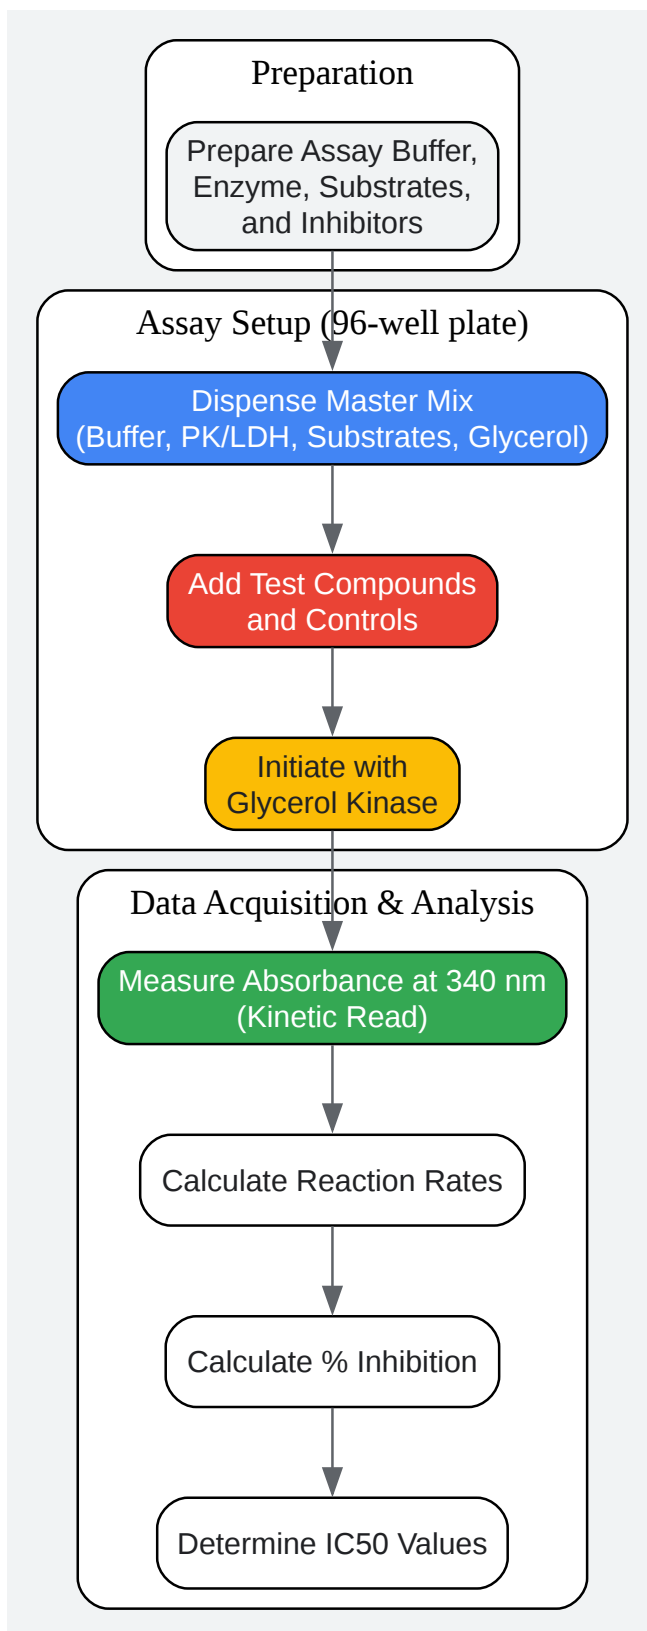 Preparation
Prepare Assay Buffer,
Enzyme, Substrates,
and Inhibitors
Assay Setup (96-well plate)
Dispense Master Mix
(Buffer, PK/LDH, Substrates, Glycerol)
Add Test Compounds
and Controls
Initiate with
Glycerol Kinase
Data Acquisition & Analysis
Measure Absorbance at 340 nm
(Kinetic Read)
Calculate Reaction Rates
Calculate % Inhibition
Determine IC50 Values